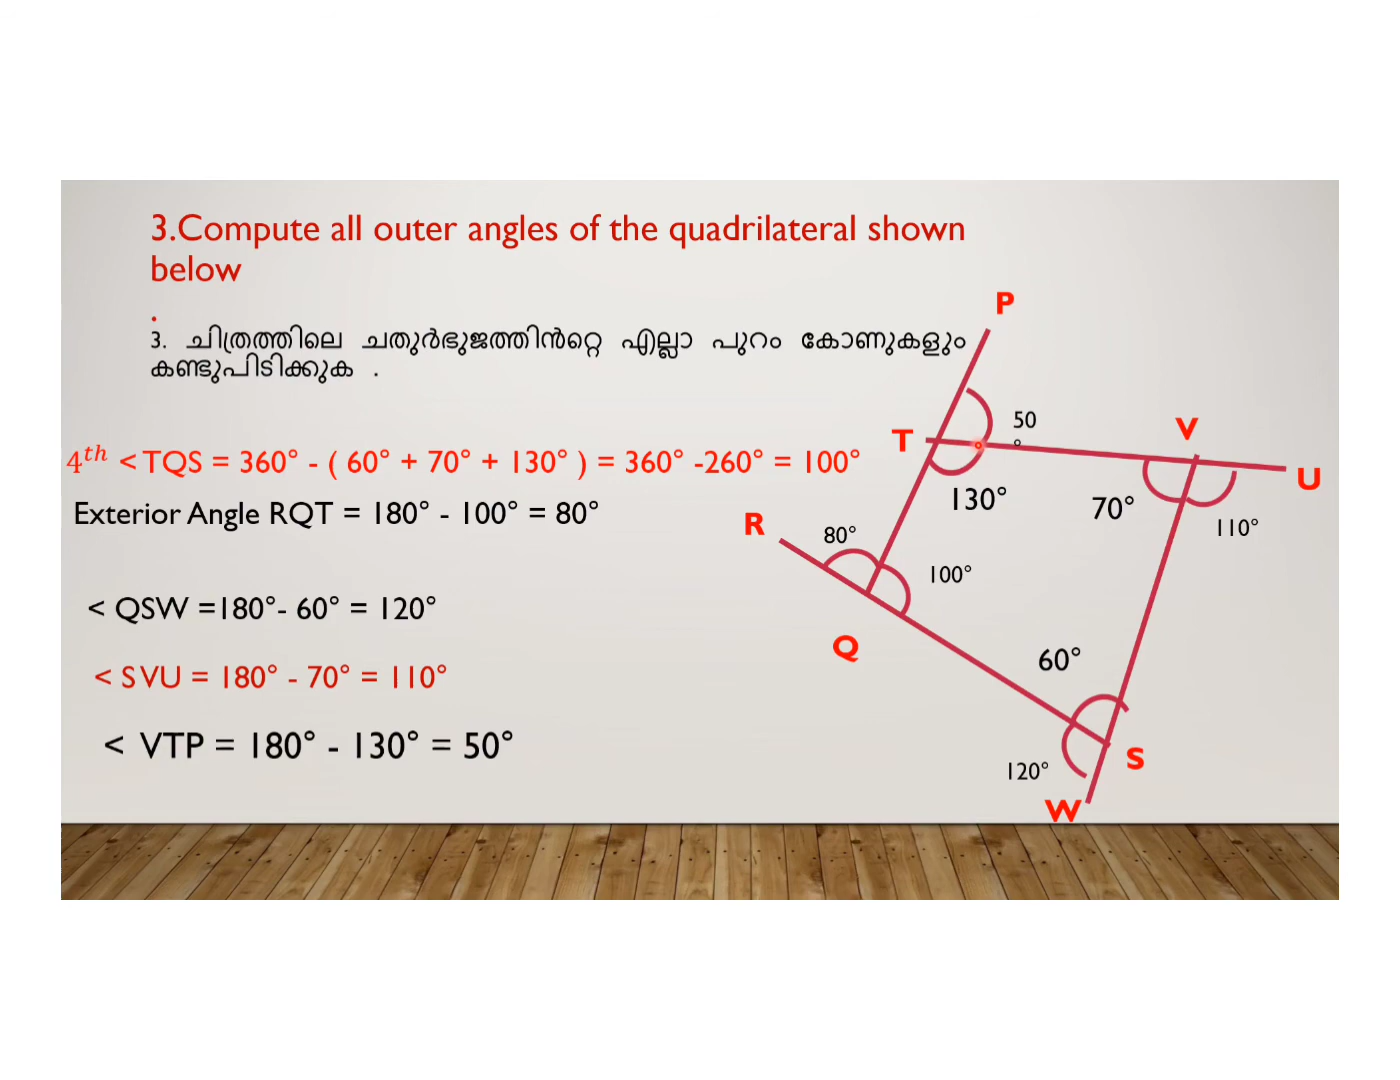 3.Compute all outer angles of the quadrilateral shown
below
.
3. ചിത്രത്തിലെ ചതുർഭുജത്തിൻറെ എല്ലാ പുറം കോണുകളും
കണ്ടുപിടിക്കുക .
4th < TQS = 360° - ( 60° + 70° + 130° ) = 360° -260° = 100°
Exterior Angle RQT = 180° - 100° = 80°
< QSW =180°- 60° = 120°
< SVU = 180° - 70° = 110°
< VTP = 180° - 130° = 50°
P
50
°
T
V
U
130°
70°
110°
R
80°
100°
Q
60°
S
120°
W